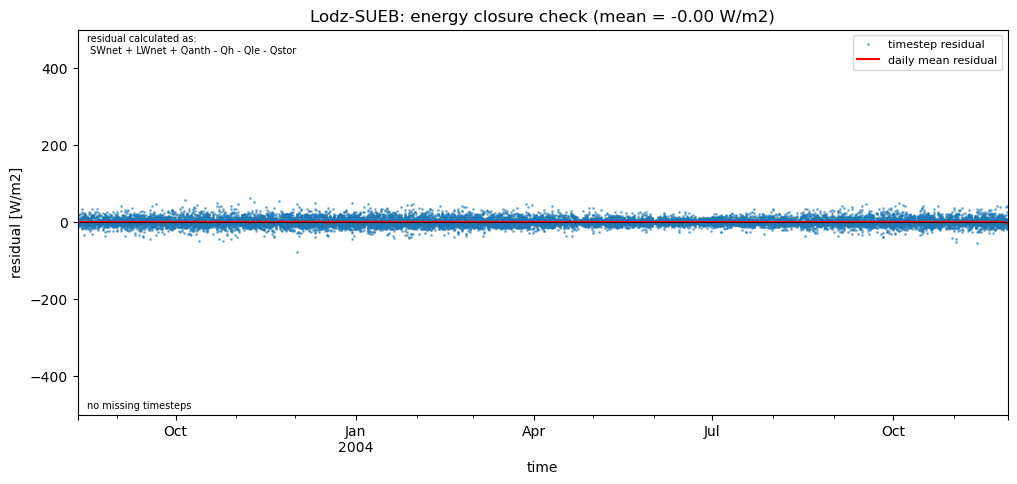 Lodz-SUEB: energy closure check (mean = -0.00 W/m2)
residual calculated as:
SWnet + LWnet + Qanth - Qh - Qle - Qstor
timestep residual
daily mean residual
400
200
0
−200
−400
residual [W/m2]
no missing timesteps
Oct
Jan
2004
Apr
Jul
Oct
time